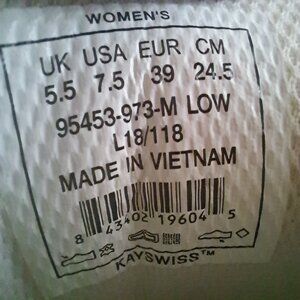 WOMEN'S
UK USA EUR CM
5.5 7.5 39 24.5
95453-973-M LOW
L18/118
MADE IN VIETNAM
8 43402 19604 5
KAYSWISS™